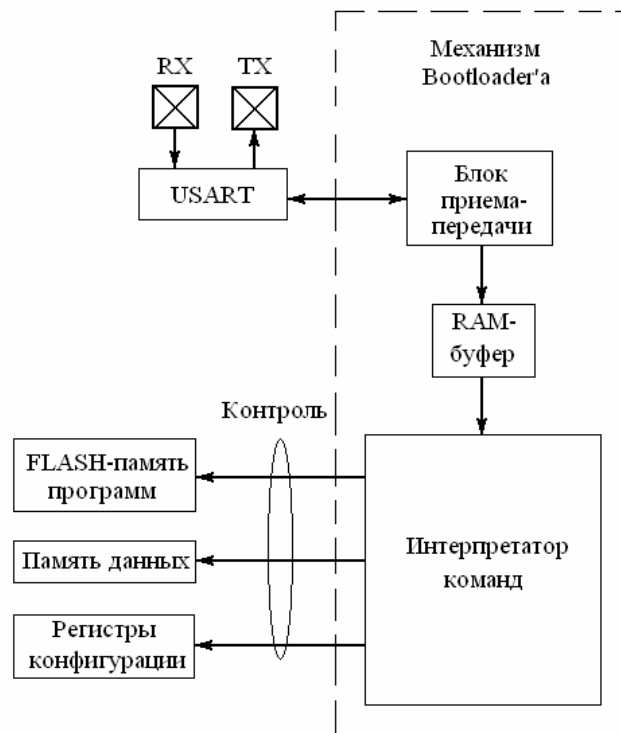 Механизм
Bootloader'а
RX
TX
USART
Блок
приема-
передачи
RAM-
буфер
Контроль
FLASH-память
программ
Память данных
Регистры
конфигурации
Интерпретатор
команд